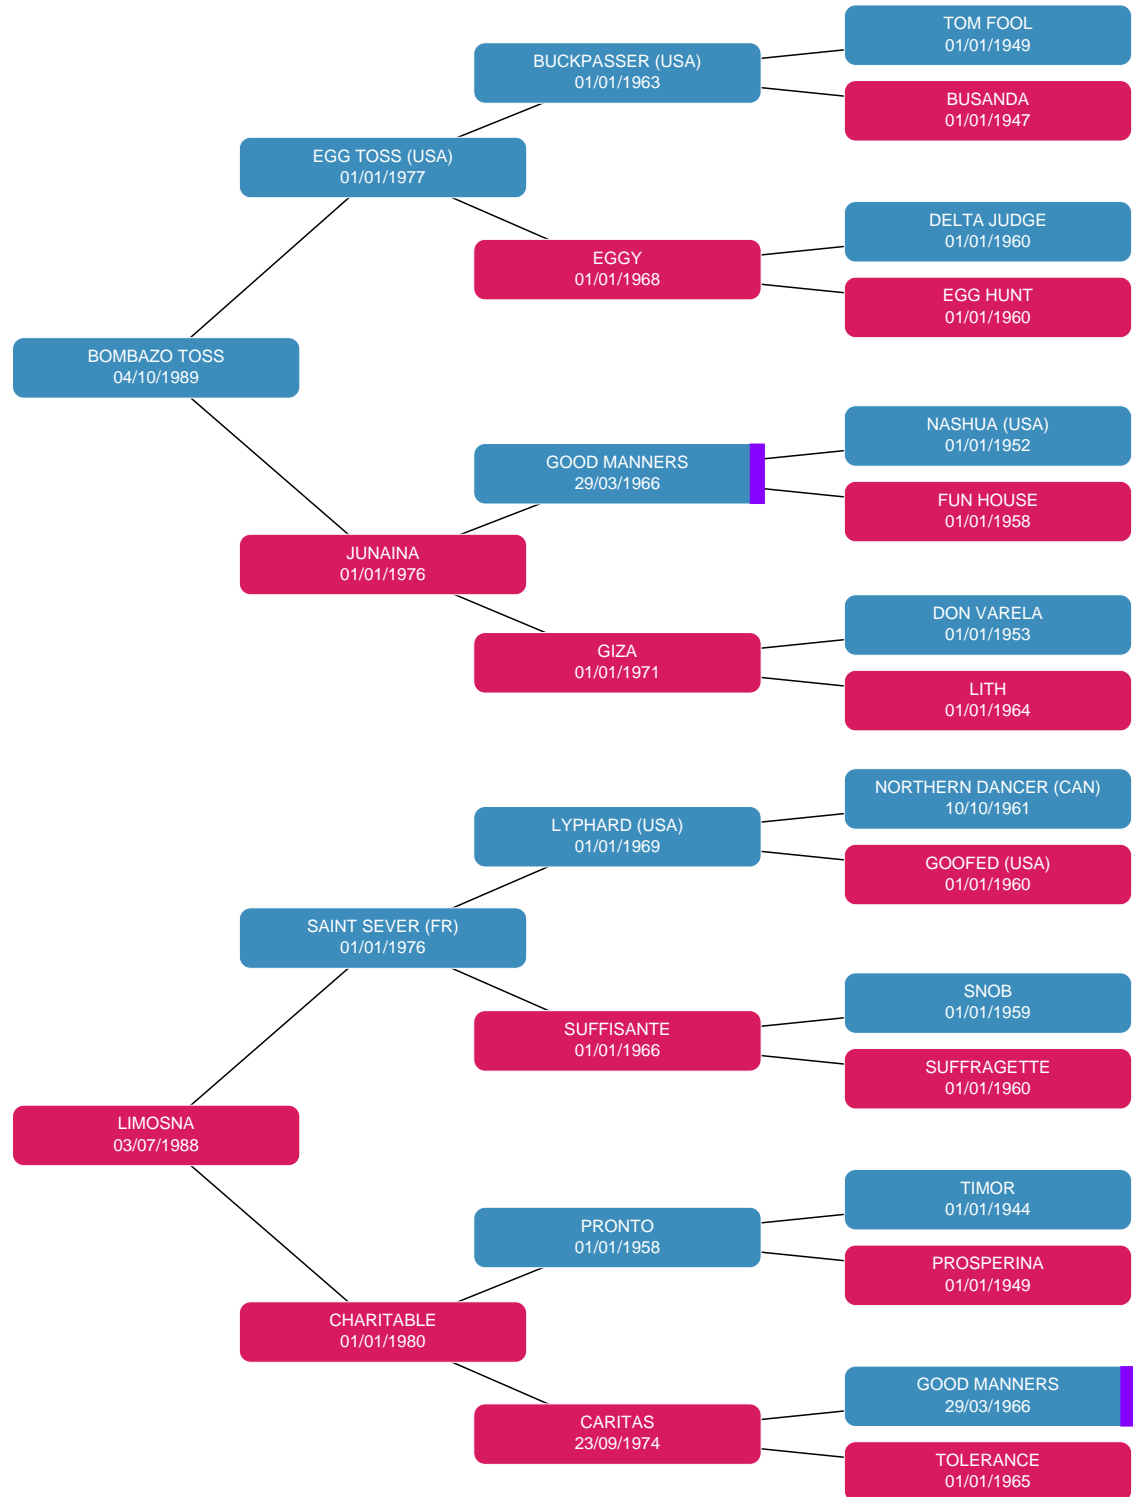 TOM FOOL
01/01/1949
BUCKPASSER (USA)
01/01/1963
BUSANDA
01/01/1947
EGG TOSS (USA)
01/01/1977
DELTA JUDGE
01/01/1960
EGGY
01/01/1968
EGG HUNT
01/01/1960
BOMBAZO TOSS
04/10/1989
NASHUA (USA)
01/01/1952
GOOD MANNERS
29/03/1966
FUN HOUSE
01/01/1958
JUNAINA
01/01/1976
DON VARELA
01/01/1953
GIZA
01/01/1971
LITH
01/01/1964
NORTHERN DANCER (CAN)
10/10/1961
LYPHARD (USA)
01/01/1969
GOOFED (USA)
01/01/1960
SAINT SEVER (FR)
01/01/1976
SNOB
01/01/1959
SUFFISANTE
01/01/1966
SUFFRAGETTE
01/01/1960
LIMOSNA
03/07/1988
TIMOR
01/01/1944
PRONTO
01/01/1958
PROSPERINA
01/01/1949
CHARITABLE
01/01/1980
GOOD MANNERS
29/03/1966
CARITAS
23/09/1974
TOLERANCE
01/01/1965